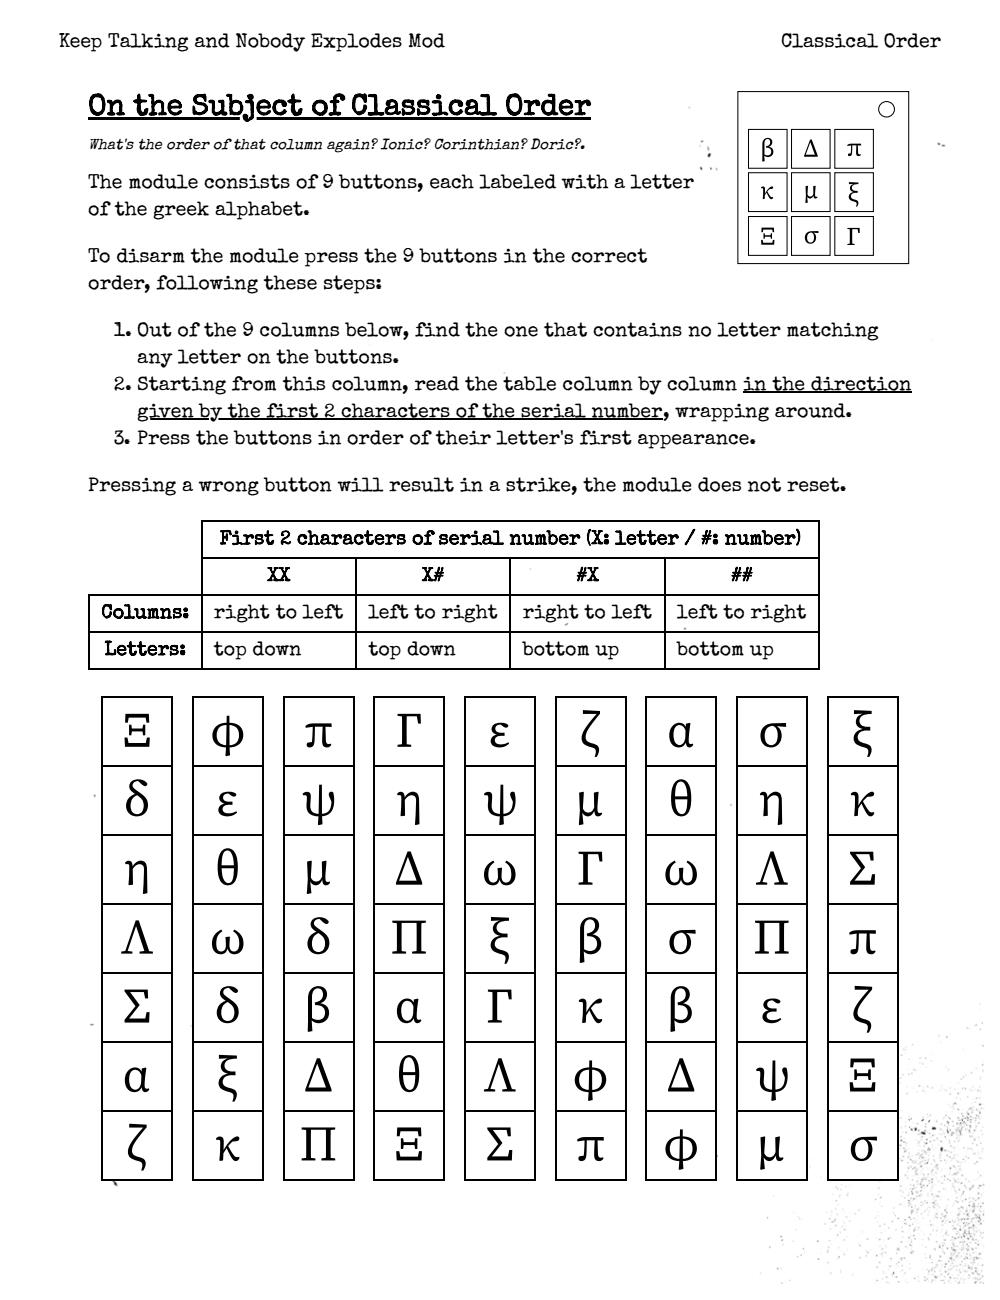 Keep Talking and Nobody Explodes Mod Classical Order
On the Subject of Classical Order
What's the order of that column again? Ionic? Corinthian? Doric?.
The module consists of 9 buttons, each labeled with a letter
of the greek alphabet.
To disarm the module press the 9 buttons in the correct
order, following these steps:
β Δ π
κ μ ξ
Ξ σ Γ
1. Out of the 9 columns below, find the one that contains no letter matching
any letter on the buttons.
2. Starting from this column, read the table column by column in the direction
given by the first 2 characters of the serial number, wrapping around.
3. Press the buttons in order of their letter's first appearance.
Pressing a wrong button will result in a strike, the module does not reset.
First 2 characters of serial number (X: letter / #: number)
XX X# #X ##
Columns: right to left left to right right to left left to right
Letters: top down top down bottom up bottom up
Ξ φ π Γ ε ζ α σ ξ
δ ε ψ η ψ μ θ η κ
η θ μ Δ ω Γ ω Λ Σ
Λ ω δ Π ξ β σ Π π
Σ δ β α Γ κ β ε ζ
α ξ Δ θ Λ φ Δ ψ Ξ
ζ κ Π Ξ Σ π φ μ σ